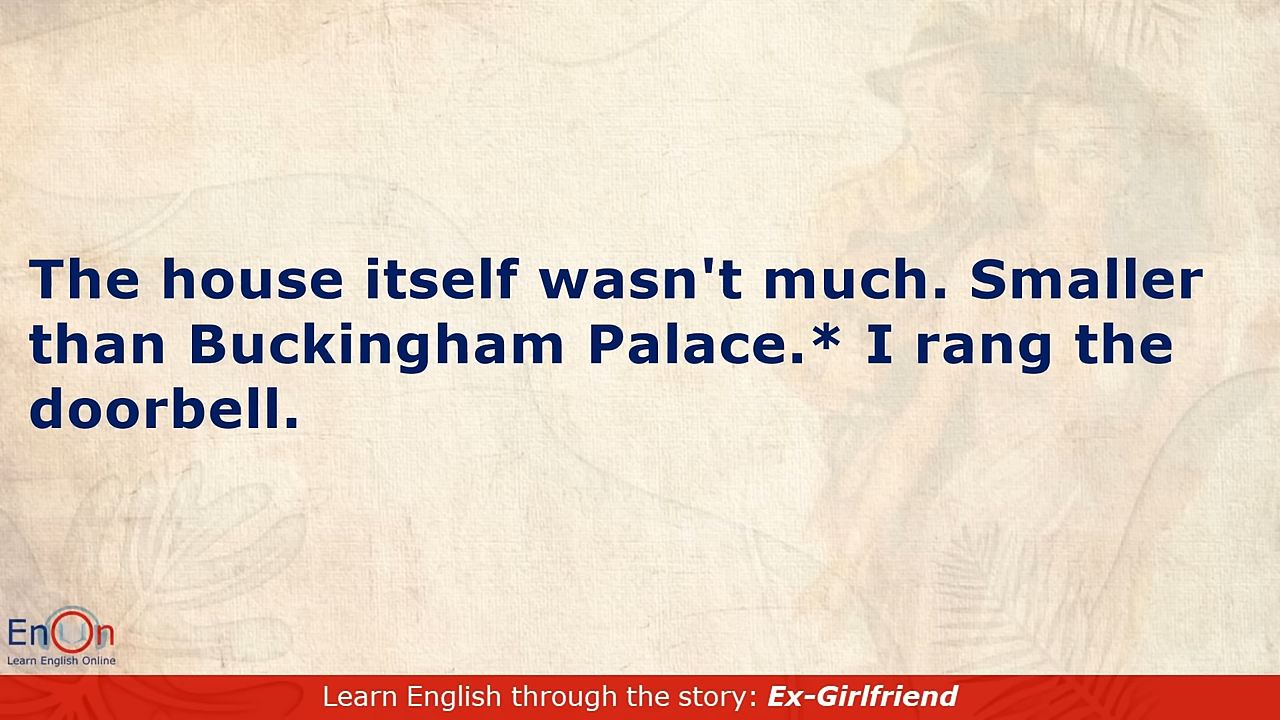 The house itself wasn't much. Smaller
than Buckingham Palace.* I rang the
doorbell.
EnOn
Learn English Online
Learn English through the story: Ex-Girlfriend